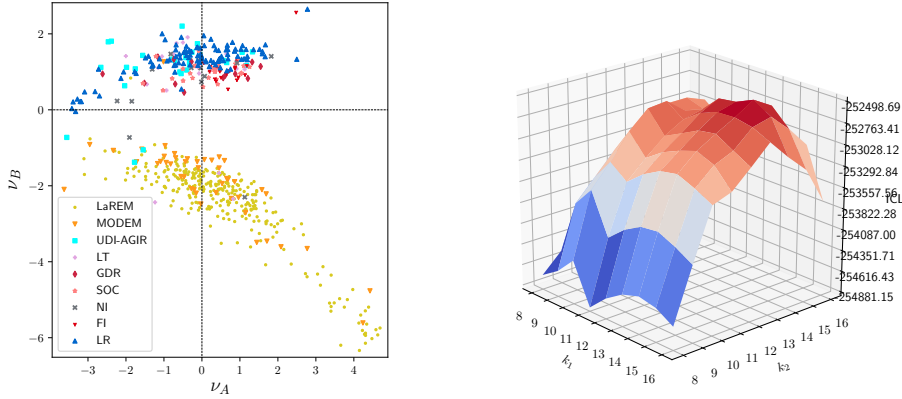 2
0
−2
−4
−6
ν_B
−3
−2
−1
0
1
2
3
4
ν_A
LaREM
MODEM
UDI-AGIR
LT
GDR
SOC
NI
FI
LR
-252498.69
-252763.41
-253028.12
-253292.84
-253557.56
-253822.28
-254087.00
-254351.71
-254616.43
-254881.15
ICL
8 9 10 11 12 13 14 15 16
k₁
8 9 10 11 12 13 14 15 16
k₂